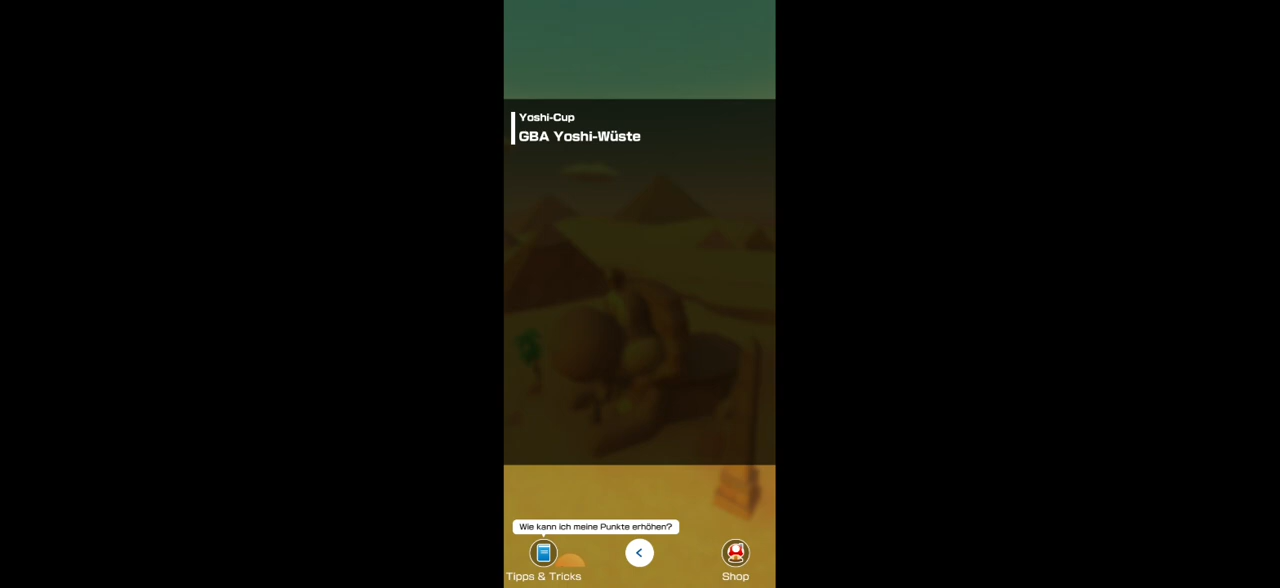 Yoshi-Cup
GBA Yoshi-Wüste
Wie kann ich meine Punkte erhöhen?
Tipps & Tricks
Shop